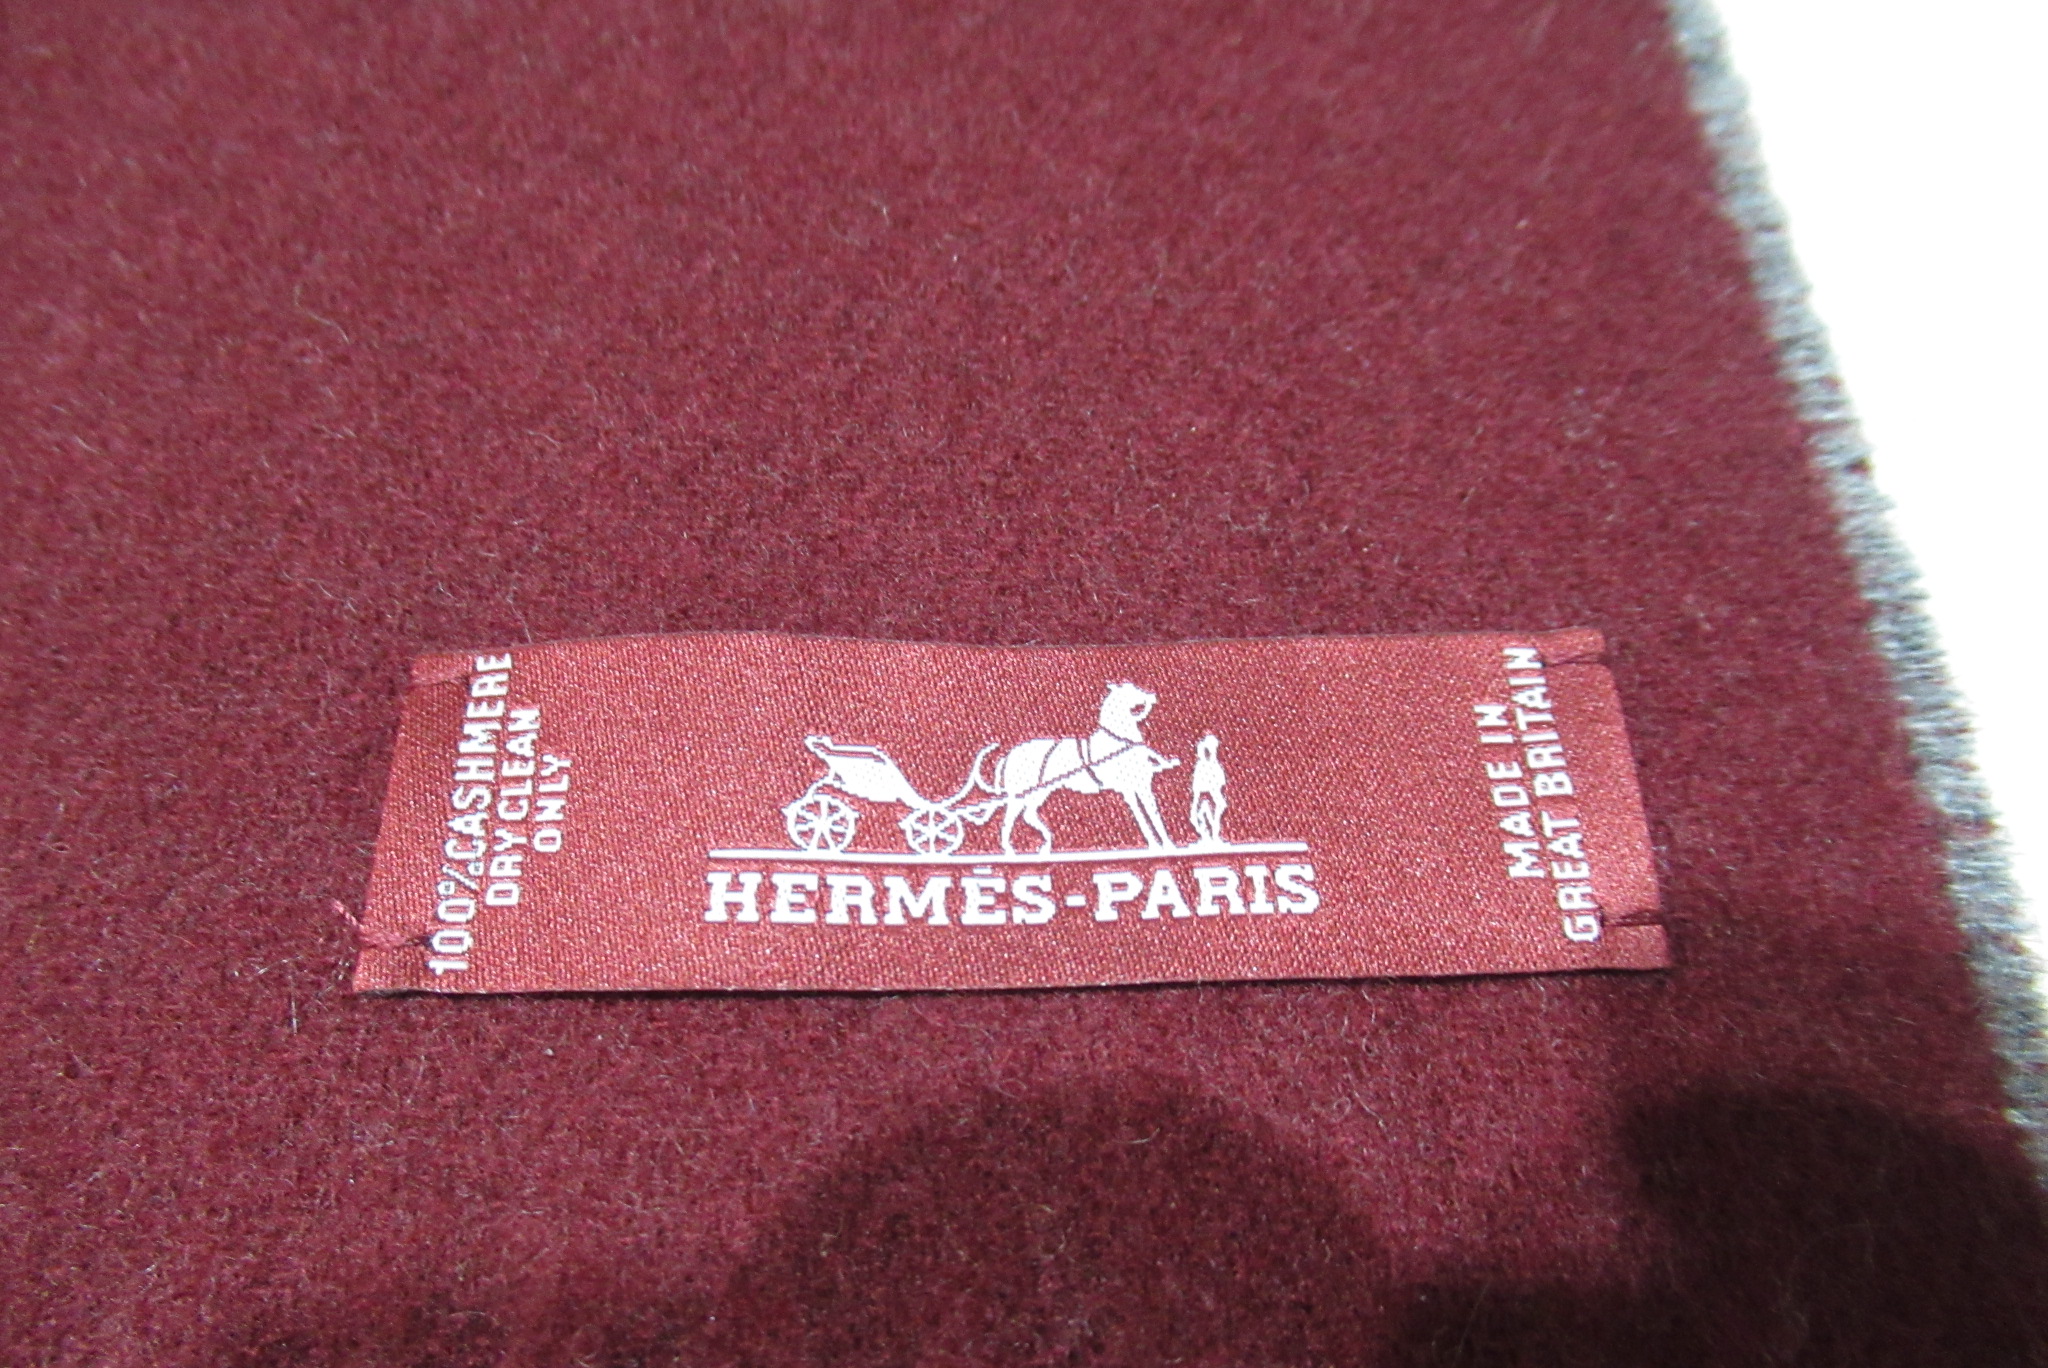 100% CASHMERE
DRY CLEAN
ONLY
HERMÈS-PARIS
MADE IN
GREAT BRITAIN